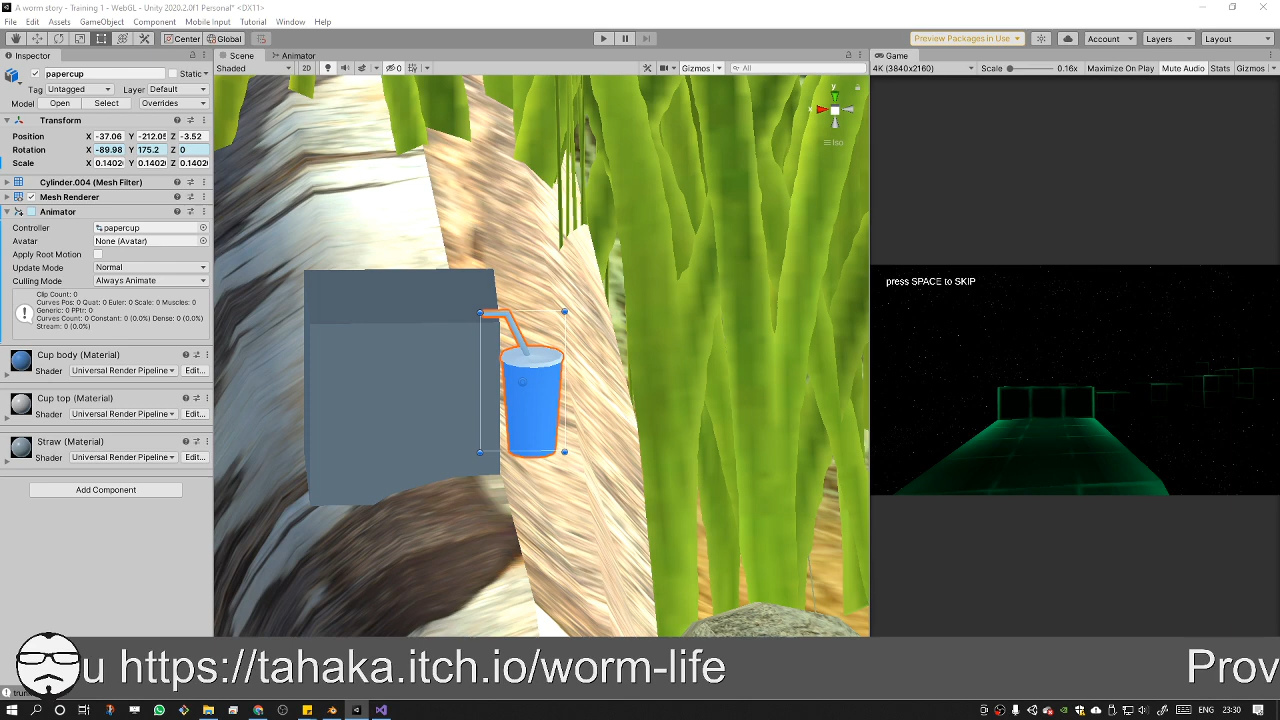 A worm story - Training 1 - WebGL - Unity 2020.2.0f1 Personal* <DX11>
File Edit Assets GameObject Component Mobile Input Tutorial Window Help
Center Global Preview Packages in Use Account Layers Layout
Inspector
papercup Static
Tag Untagged Layer Default
Model Open Select Overrides
Transform
Position X -37.06 Y -212.05 Z -3.52
Rotation X -89.98 Y 175.2 Z 0
Scale X 0.1402 Y 0.1402 Z 0.1402
Cylinder.004 (Mesh Filter)
Mesh Renderer
Animator
Controller papercup
Avatar None (Avatar)
Apply Root Motion
Update Mode Normal
Culling Mode Always Animate
Clip Count: 0
Curves Pos: 0 Quat: 0 Euler: 0 Scale: 0 Muscles: 0
Generic: 0 PPtr: 0
Curves Count: 0 Constant: 0 (0.0%) Dense: 0 (0.0%)
Stream: 0 (0.0%)
Cup body (Material)
Shader Universal Render Pipeline Edit...
Cup top (Material)
Shader Universal Render Pipeline Edit...
Straw (Material)
Shader Universal Render Pipeline Edit...
Add Component
Scene Animator
Shaded 2D 0 Gizmos All
y
x
Iso
Game
4K (3840x2160) Scale 0.16x Maximize On Play Mute Audio Stats Gizmos
press SPACE to SKIP
u https://tahaka.itch.io/worm-life Prov
ENG 23:30